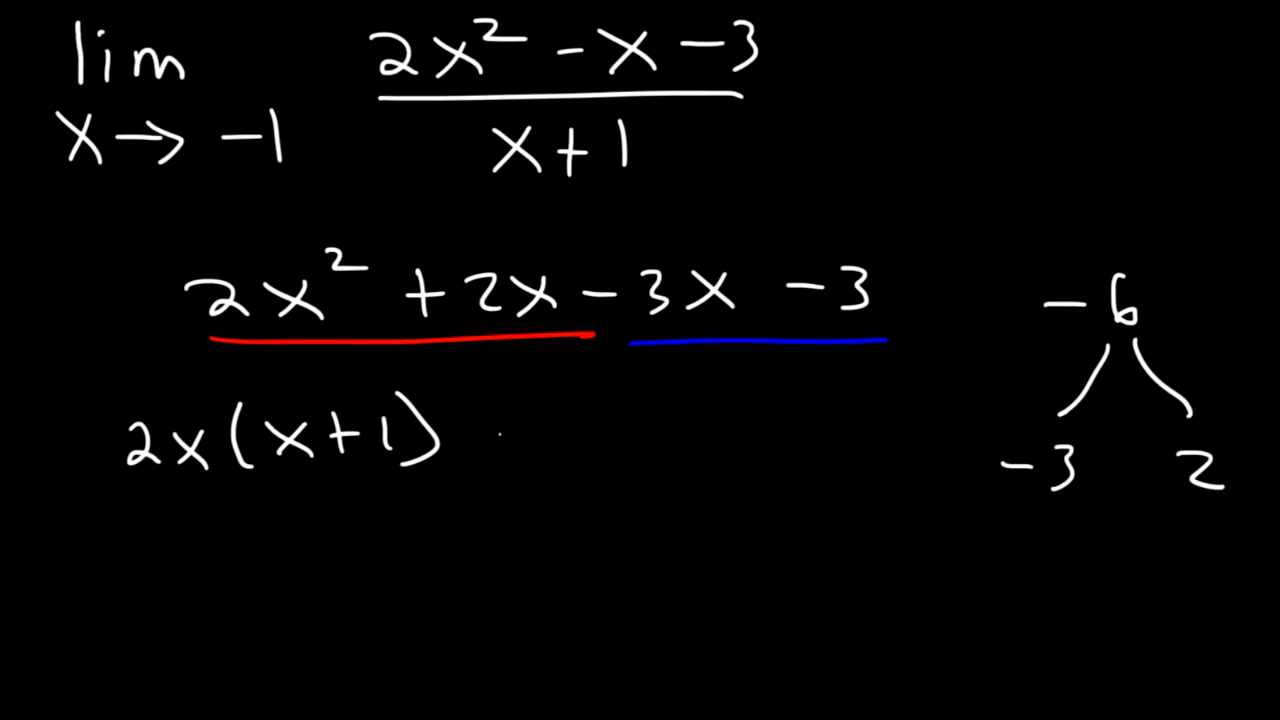 lim 2x² - x - 3
x → -1 x + 1
2x² + 2x - 3x - 3
-6
2x(x+1)
-3 2